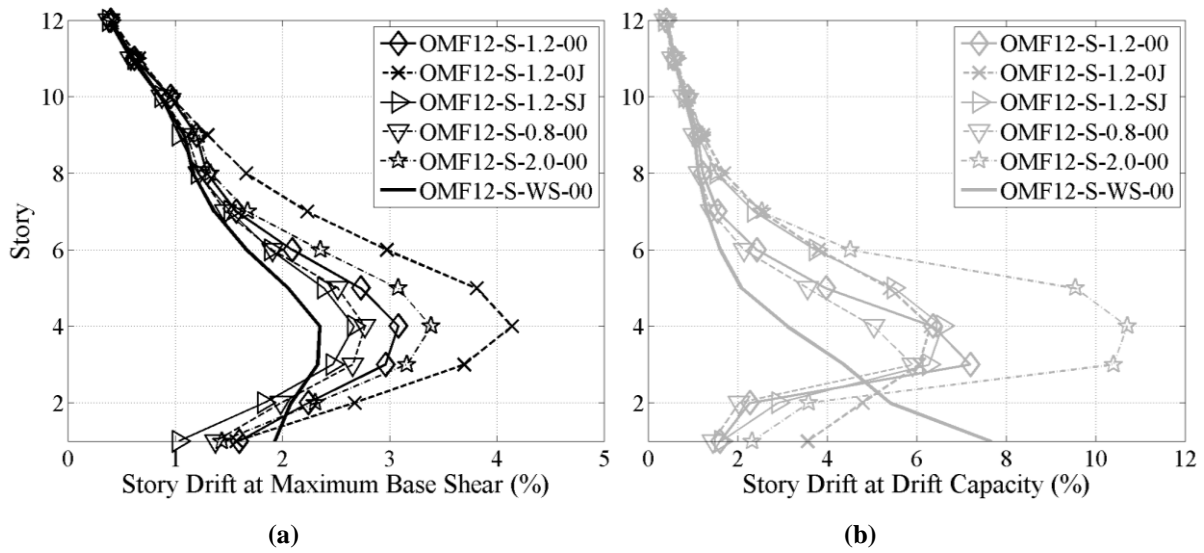 12
10
8
6
4
2
Story
0
1
2
3
4
5
Story Drift at Maximum Base Shear (%)
OMF12-S-1.2-00
OMF12-S-1.2-0J
OMF12-S-1.2-SJ
OMF12-S-0.8-00
OMF12-S-2.0-00
OMF12-S-WS-00
(a)
12
10
8
6
4
2
0
2
4
6
8
10
12
Story Drift at Drift Capacity (%)
OMF12-S-1.2-00
OMF12-S-1.2-0J
OMF12-S-1.2-SJ
OMF12-S-0.8-00
OMF12-S-2.0-00
OMF12-S-WS-00
(b)